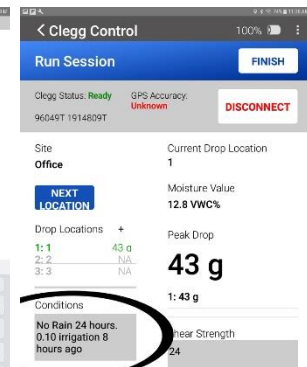 < Clegg Control 100%
Run Session FINISH
Clegg Status: Ready GPS Accuracy: Unknown
96049T 1914809T DISCONNECT
Site Current Drop Location
Office 1
NEXT LOCATION Moisture Value
12.8 VWC%
Drop Locations + Peak Drop
1: 1 43 g
2: 2 NA
3: 3 NA
43 g
1: 43 g
Conditions
No Rain 24 hours.
0.10 irrigation 8
hours ago
hear Strength
24